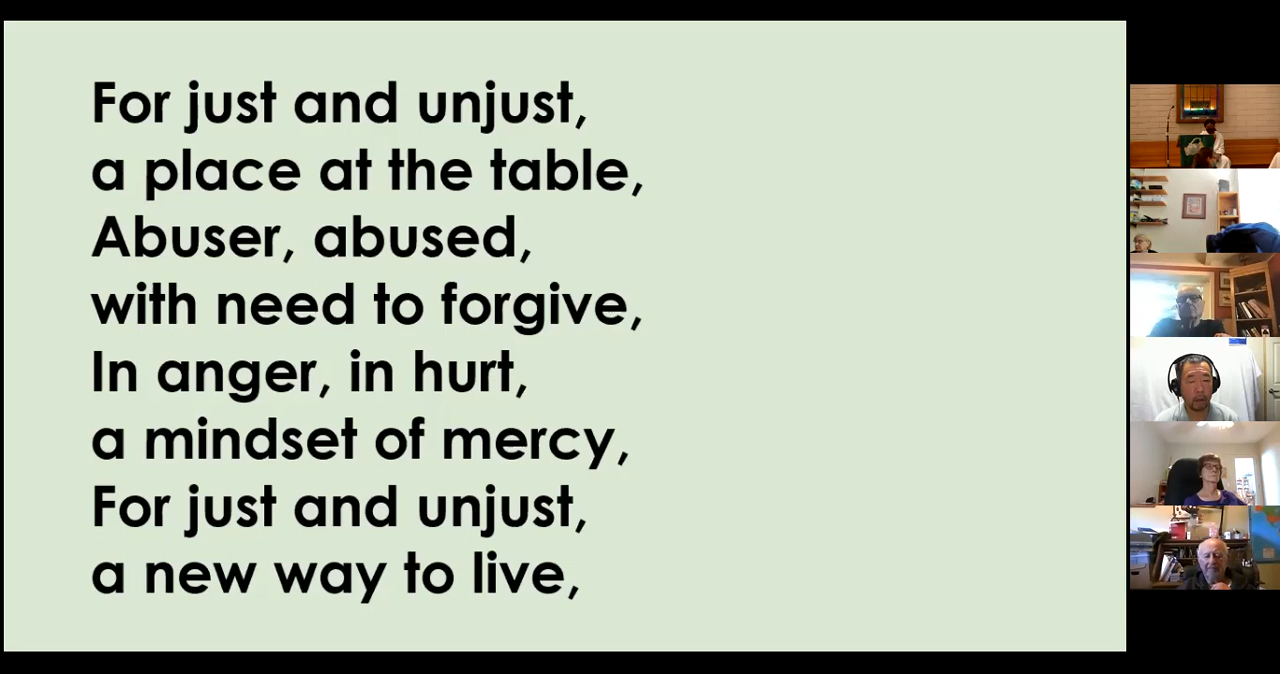 For just and unjust,
a place at the table,
Abuser, abused,
with need to forgive,
In anger, in hurt,
a mindset of mercy,
For just and unjust,
a new way to live,